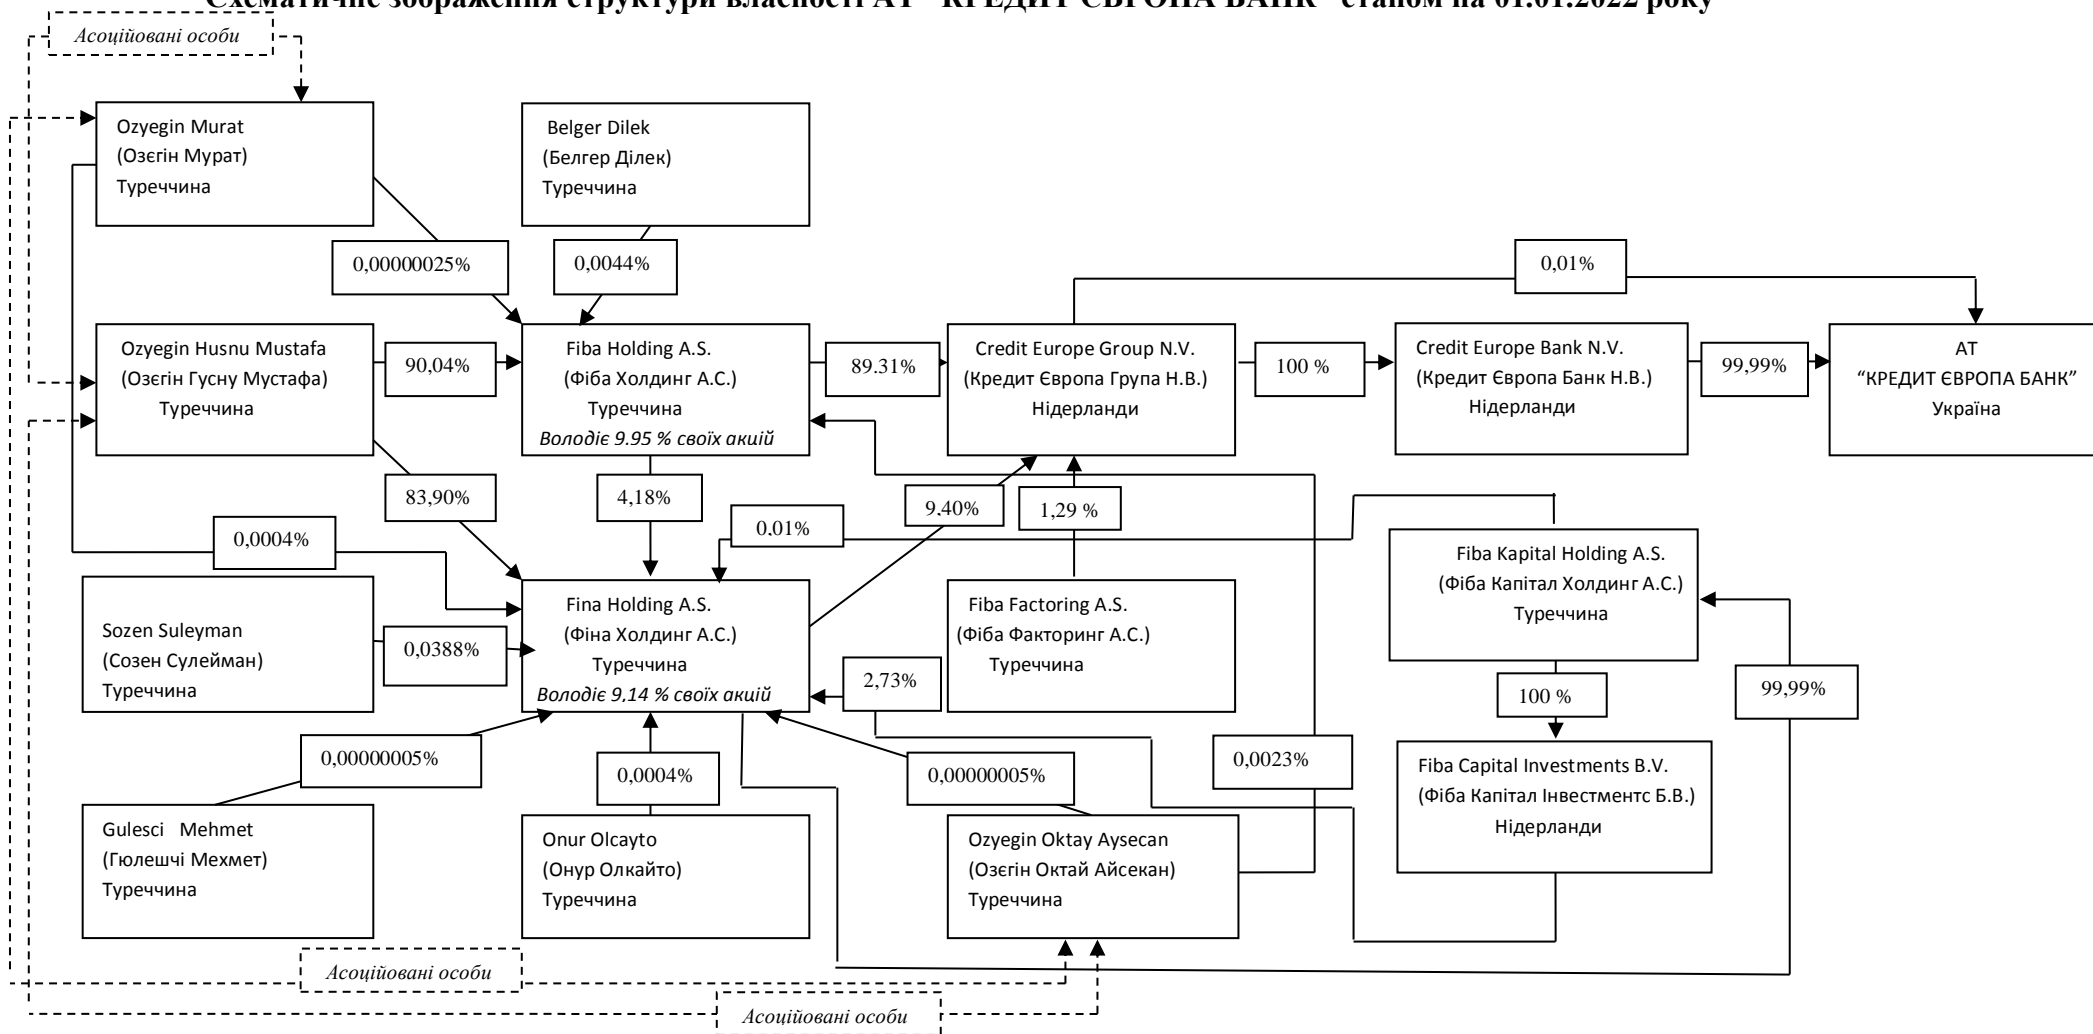 Схематичне зображення структури власності АТ "КРЕДИТ ЄВРОПА БАНК" станом на 01.01.2022 року
Асоційовані особи
Ozyegin Murat
(Озєгін Мурат)
Туреччина
Belger Dilek
(Белгер Ділек)
Туреччина
0,00000025%
0,0044%
0,01%
Ozyegin Husnu Mustafa
(Озєгін Гусну Мустафа)
Туреччина
90,04%
Fiba Holding A.S.
(Фіба Холдинг А.С.)
Туреччина
Володіє 9.95 % своїх акцій
89.31%
Credit Europe Group N.V.
(Кредит Європа Група Н.В.)
Нідерланди
100 %
Credit Europe Bank N.V.
(Кредит Європа Банк Н.В.)
Нідерланди
99,99%
АТ
“КРЕДИТ ЄВРОПА БАНК”
Україна
83,90%
4,18%
9,40%
1,29 %
0,0004%
0,01%
Fiba Kapital Holding A.S.
(Фіба Капітал Холдинг А.С.)
Туреччина
Sozen Suleyman
(Созен Сулейман)
Туреччина
0,0388%
Fina Holding A.S.
(Фіна Холдинг А.С.)
Туреччина
Володіє 9,14 % своїх акцій
2,73%
Fiba Factoring A.S.
(Фіба Факторинг А.С.)
Туреччина
100 %
99,99%
0,00000005%
0,0004%
0,00000005%
0,0023%
Fiba Capital Investments B.V.
(Фіба Капітал Інвестментс Б.В.)
Нідерланди
Gulesci Mehmet
(Гюлешчі Мехмет)
Туреччина
Onur Olcayto
(Онур Олкайто)
Туреччина
Ozyegin Oktay Aysecan
(Озєгін Октай Айсекан)
Туреччина
Асоційовані особи
Асоційовані особи